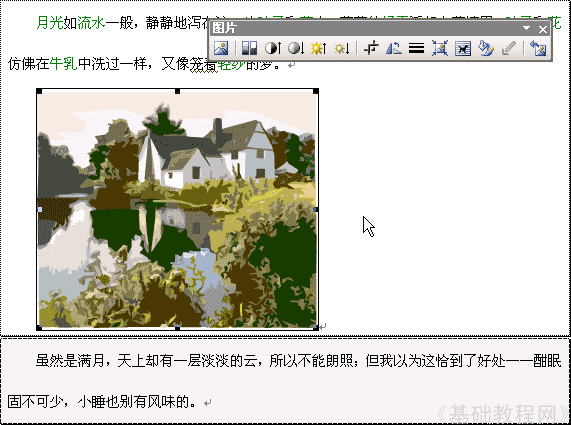 月光如流水一般，静静地泻在
图片
仿佛在牛乳中洗过一样，又像笼着轻纱的梦。
虽然是满月，天上却有一层淡淡的云，所以不能朗照；但我以为这恰到了好处——酣眠
固不可少，小睡也别有风味的。
《基础教程网》